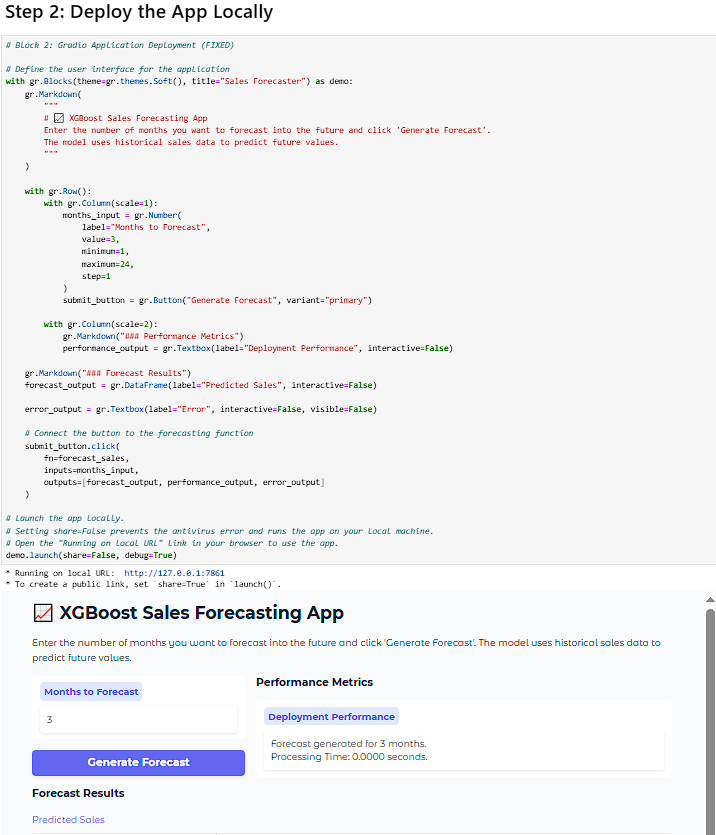 Step 2: Deploy the App Locally
# Block 2: Gradio Application Deployment (FIXED)
# Define the user interface for the application
with gr.Blocks(theme=gr.themes.Soft(), title="Sales Forecaster") as demo:
    gr.Markdown(
        """
        # 📈 XGBoost Sales Forecasting App
        Enter the number of months you want to forecast into the future and click 'Generate Forecast'.
        The model uses historical sales data to predict future values.
        """
    )
    with gr.Row():
        with gr.Column(scale=1):
            months_input = gr.Number(
                label="Months to Forecast",
                value=3,
                minimum=1,
                maximum=24,
                step=1
            )
            submit_button = gr.Button("Generate Forecast", variant="primary")
        with gr.Column(scale=2):
            gr.Markdown("### Performance Metrics")
            performance_output = gr.Textbox(label="Deployment Performance", interactive=False)
    gr.Markdown("### Forecast Results")
    forecast_output = gr.DataFrame(label="Predicted Sales", interactive=False)
    error_output = gr.Textbox(label="Error", interactive=False, visible=False)
    # Connect the button to the forecasting function
    submit_button.click(
        fn=forecast_sales,
        inputs=months_input,
        outputs=[forecast_output, performance_output, error_output]
    )
# Launch the app locally.
# Setting share=False prevents the antivirus error and runs the app on your local machine.
# Open the "Running on local URL" link in your browser to use the app.
demo.launch(share=False, debug=True)
* Running on local URL:  http://127.0.0.1:7861
* To create a public link, set `share=True` in `launch()`.
📈 XGBoost Sales Forecasting App
Enter the number of months you want to forecast into the future and click 'Generate Forecast'. The model uses historical sales data to
predict future values.
Months to Forecast
3
Generate Forecast
Performance Metrics
Deployment Performance
Forecast generated for 3 months.
Processing Time: 0.0000 seconds.
Forecast Results
Predicted Sales